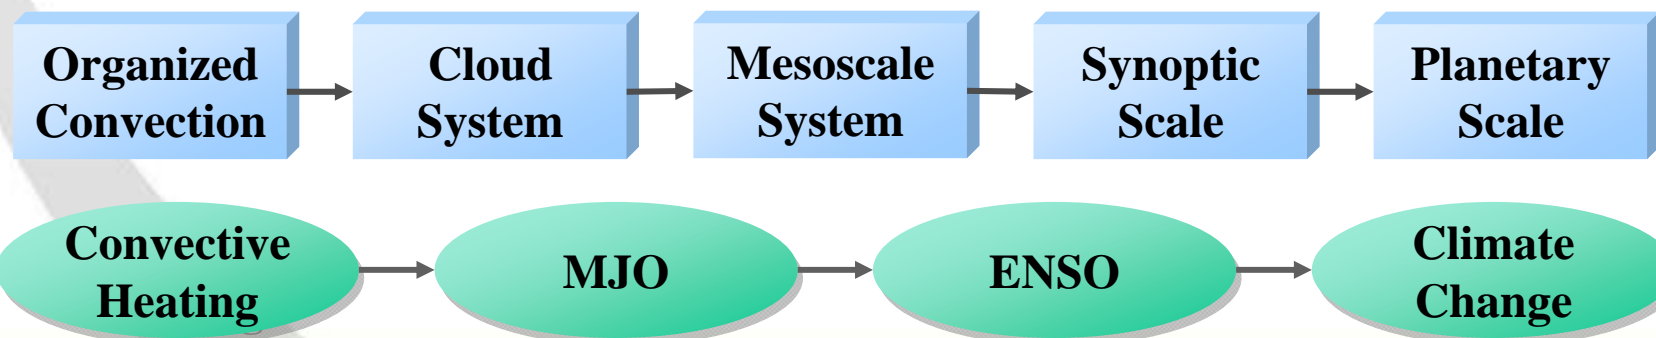 Organized
Convection
Cloud
System
Mesoscale
System
Synoptic
Scale
Planetary
Scale
Convective
Heating
MJO
ENSO
Climate
Change